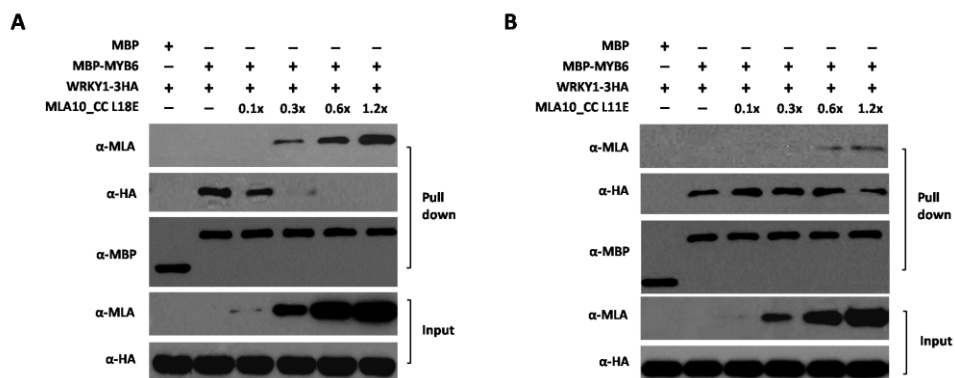 A
MBP + – – – – –
MBP-MYB6 – + + + + +
WRKY1-3HA + + + + + +
MLA10_CC L18E – – 0.1x 0.3x 0.6x 1.2x
α-MLA
α-HA
α-MBP
Pull down
α-MLA
α-HA
Input
B
MBP + – – – – –
MBP-MYB6 – + + + + +
WRKY1-3HA + + + + + +
MLA10_CC L11E – – 0.1x 0.3x 0.6x 1.2x
α-MLA
α-HA
α-MBP
Pull down
α-MLA
α-HA
Input